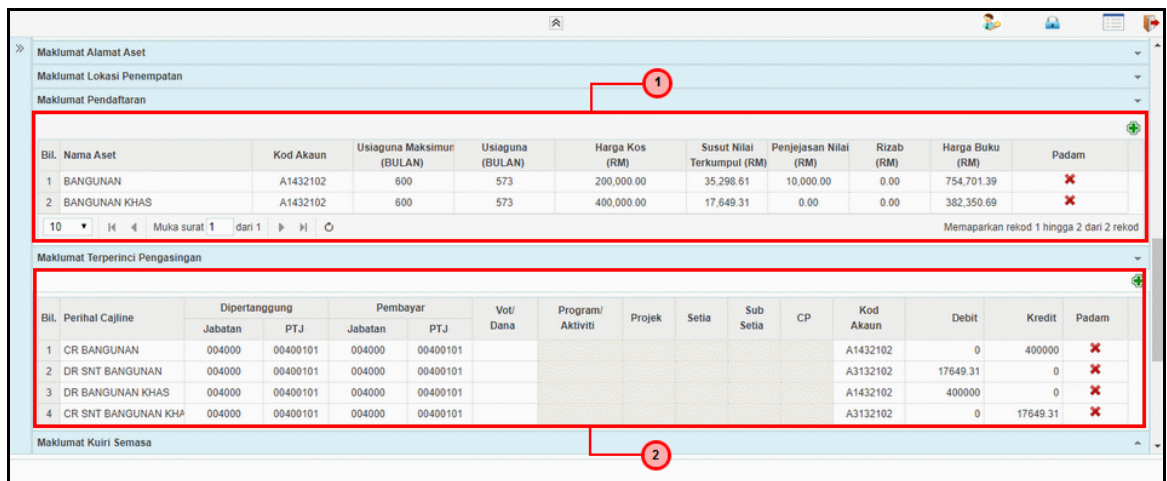 Maklumat Alamat Aset
Maklumat Lokasi Penempatan
1
Maklumat Pendaftaran
Bil. Nama Aset Kod Akaun Usiaguna Maksimun (BULAN) Usiaguna (BULAN) Harga Kos (RM) Susut Nilai Terkumpul (RM) Penjejasan Nilai (RM) Rizab (RM) Harga Buku (RM) Padam
1 BANGUNAN A1432102 600 573 200,000.00 35,298.61 10,000.00 0.00 754,701.39
2 BANGUNAN KHAS A1432102 600 573 400,000.00 17,649.31 0.00 0.00 382,350.69
10 Muka surat 1 dari 1 Memaparkan rekod 1 hingga 2 dari 2 rekod
Maklumat Terperinci Pengasingan
Bil. Perihal Cajline Dipertanggung Pembayar Vot/ Dana Program/ Aktiviti Projek Setia Sub Setia CP Kod Akaun Debit Kredit Padam
Jabatan PTJ Jabatan PTJ
1 CR BANGUNAN 004000 00400101 004000 00400101 A1432102 0 400000
2 DR SNT BANGUNAN 004000 00400101 004000 00400101 A3132102 17649.31 0
3 DR BANGUNAN KHAS 004000 00400101 004000 00400101 A1432102 400000 0
4 CR SNT BANGUNAN KHA 004000 00400101 004000 00400101 A3132102 0 17649.31
Maklumat Kuiri Semasa
2